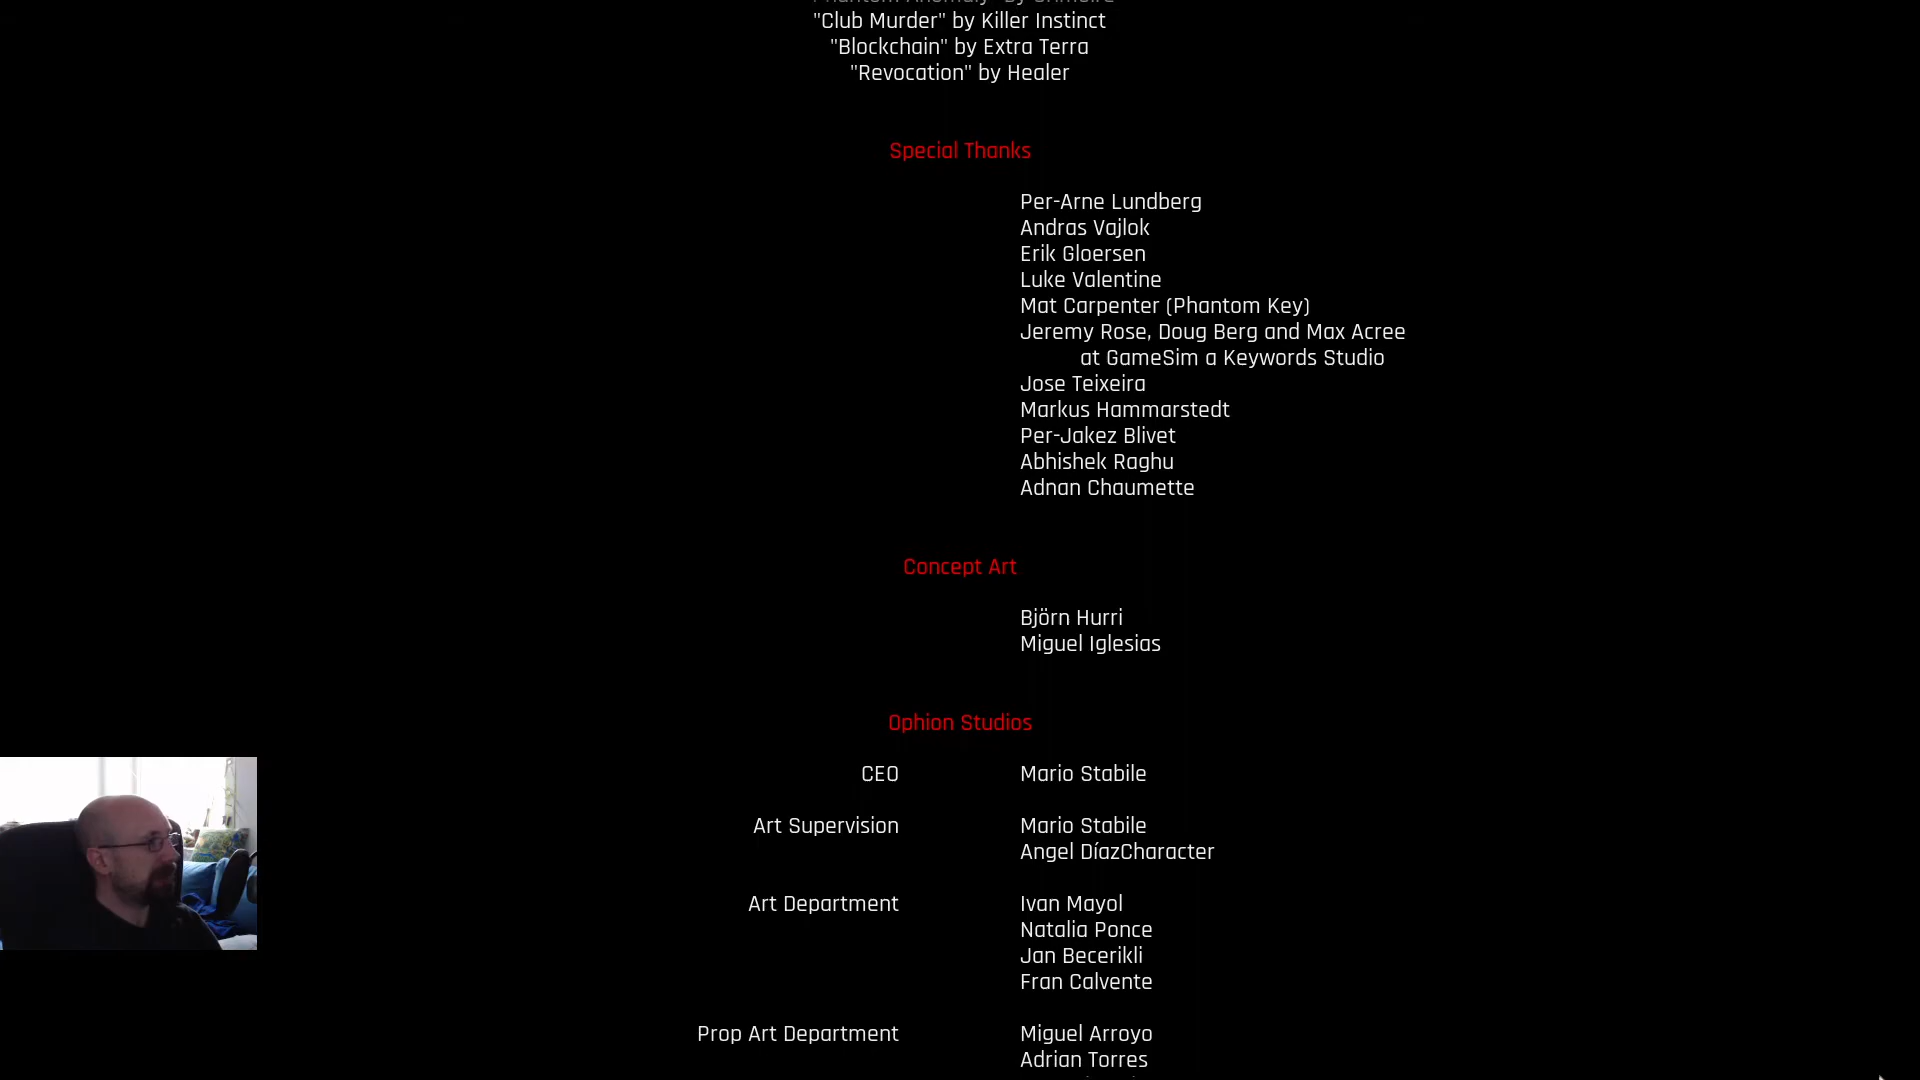 "Club Murder" by Killer Instinct
"Blockchain" by Extra Terra
"Revocation" by Healer
Special Thanks
Per-Arne Lundberg
Andras Vajlok
Erik Gloersen
Luke Valentine
Mat Carpenter (Phantom Key)
Jeremy Rose, Doug Berg and Max Acree
at GameSim a Keywords Studio
Jose Teixeira
Markus Hammarstedt
Per-Jakez Blivet
Abhishek Raghu
Adnan Chaumette
Concept Art
Björn Hurri
Miguel Iglesias
Ophion Studios
CEO Mario Stabile
Art Supervision Mario Stabile
Angel DíazCharacter
Art Department Ivan Mayol
Natalia Ponce
Jan Becerikli
Fran Calvente
Prop Art Department Miguel Arroyo
Adrian Torres